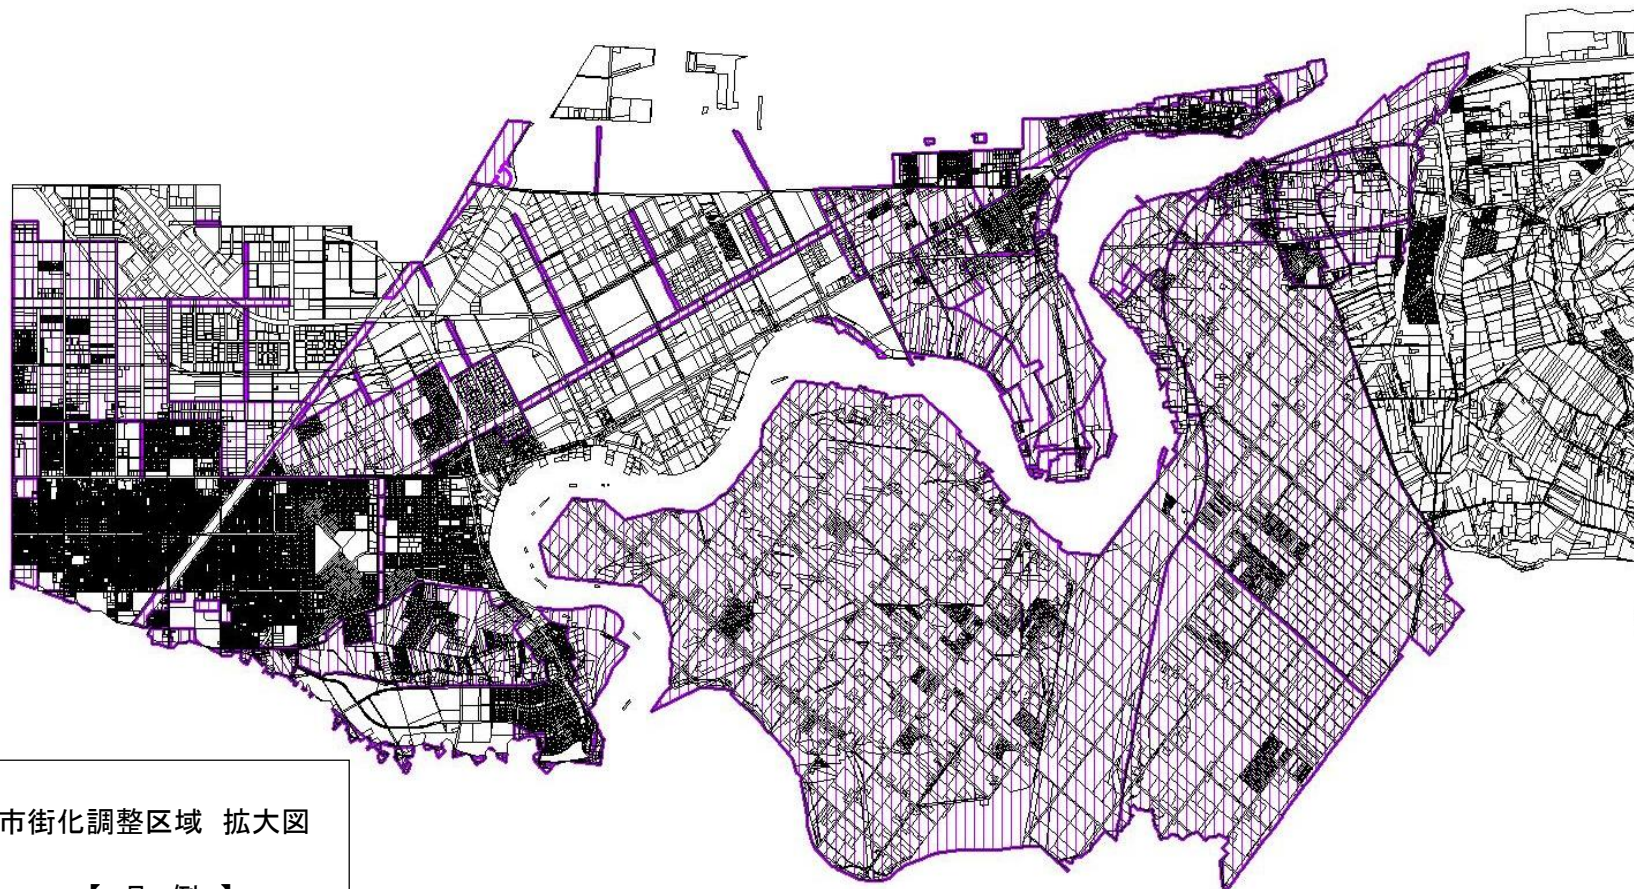 市街化調整区域 拡大図
【 凡 例 】